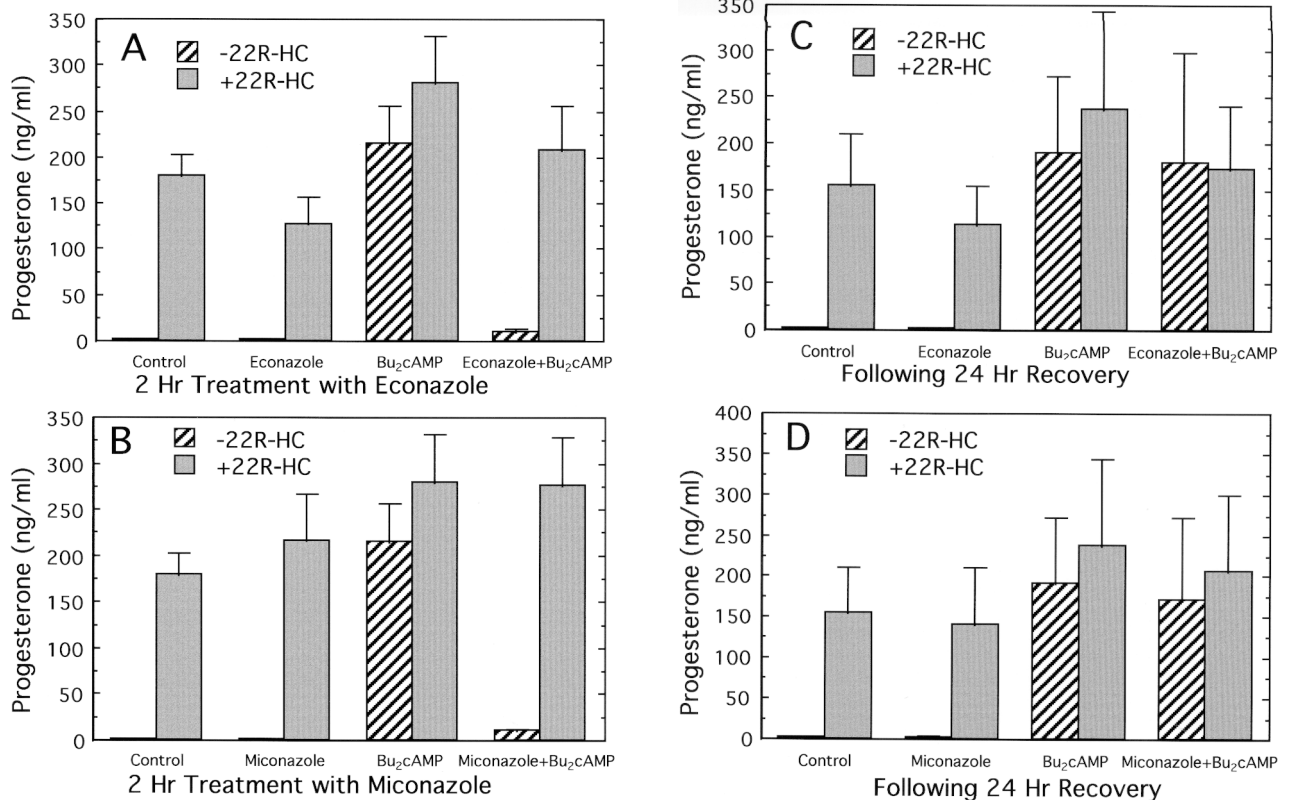 A
-22R-HC
+22R-HC
Progesterone (ng/ml)
350
300
250
200
150
100
50
0
Control
Econazole
Bu₂cAMP
Econazole+Bu₂cAMP
2 Hr Treatment with Econazole
C
-22R-HC
+22R-HC
Progesterone (ng/ml)
350
300
250
200
150
100
50
0
Control
Econazole
Bu₂cAMP
Econazole+Bu₂cAMP
Following 24 Hr Recovery
B
-22R-HC
+22R-HC
Progesterone (ng/ml)
350
300
250
200
150
100
50
0
Control
Miconazole
Bu₂cAMP
Miconazole+Bu₂cAMP
2 Hr Treatment with Miconazole
D
-22R-HC
+22R-HC
Progesterone (ng/ml)
400
350
300
250
200
150
100
50
0
Control
Miconazole
Bu₂cAMP
Miconazole+Bu₂cAMP
Following 24 Hr Recovery